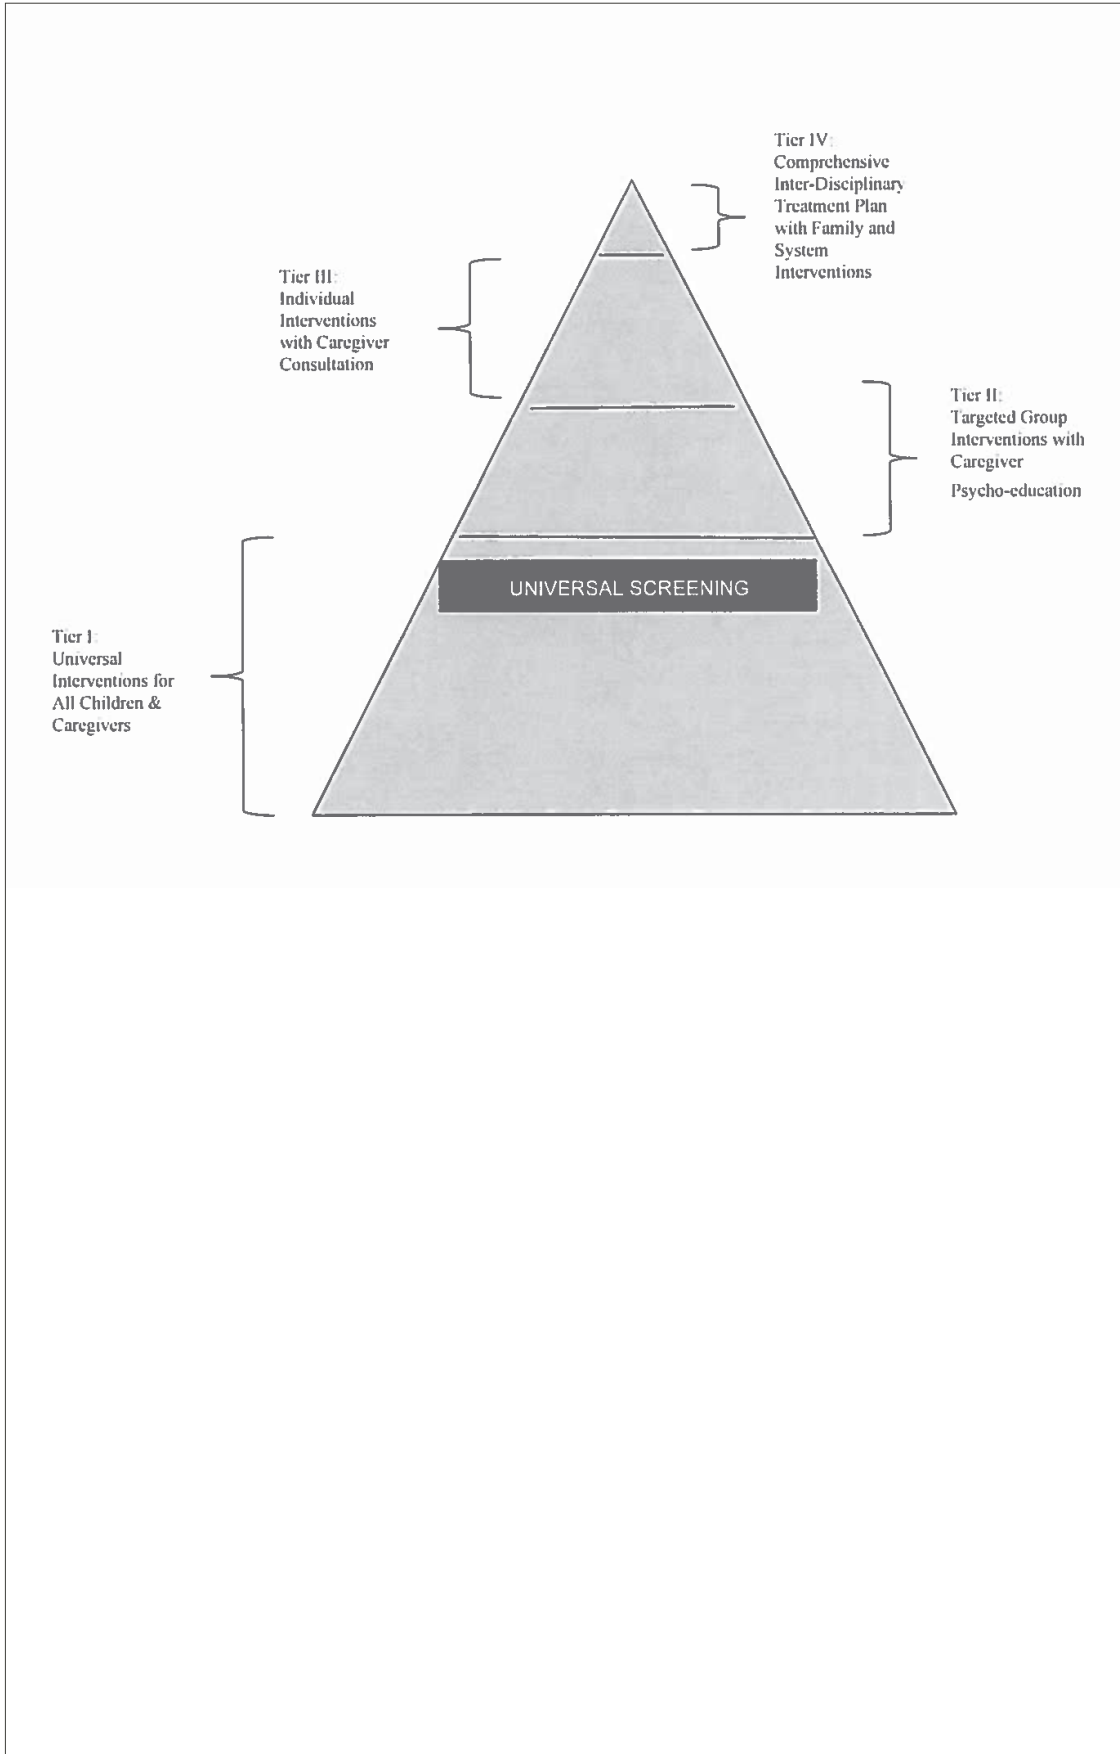 Tier IV:
Comprehensive
Inter-Disciplinary
Treatment Plan
with Family and
System
Interventions
Tier III:
Individual
Interventions
with Caregiver
Consultation
Tier II:
Targeted Group
Interventions with
Caregiver
Psycho-education
UNIVERSAL SCREENING
Tier I:
Universal
Interventions for
All Children &
Caregivers